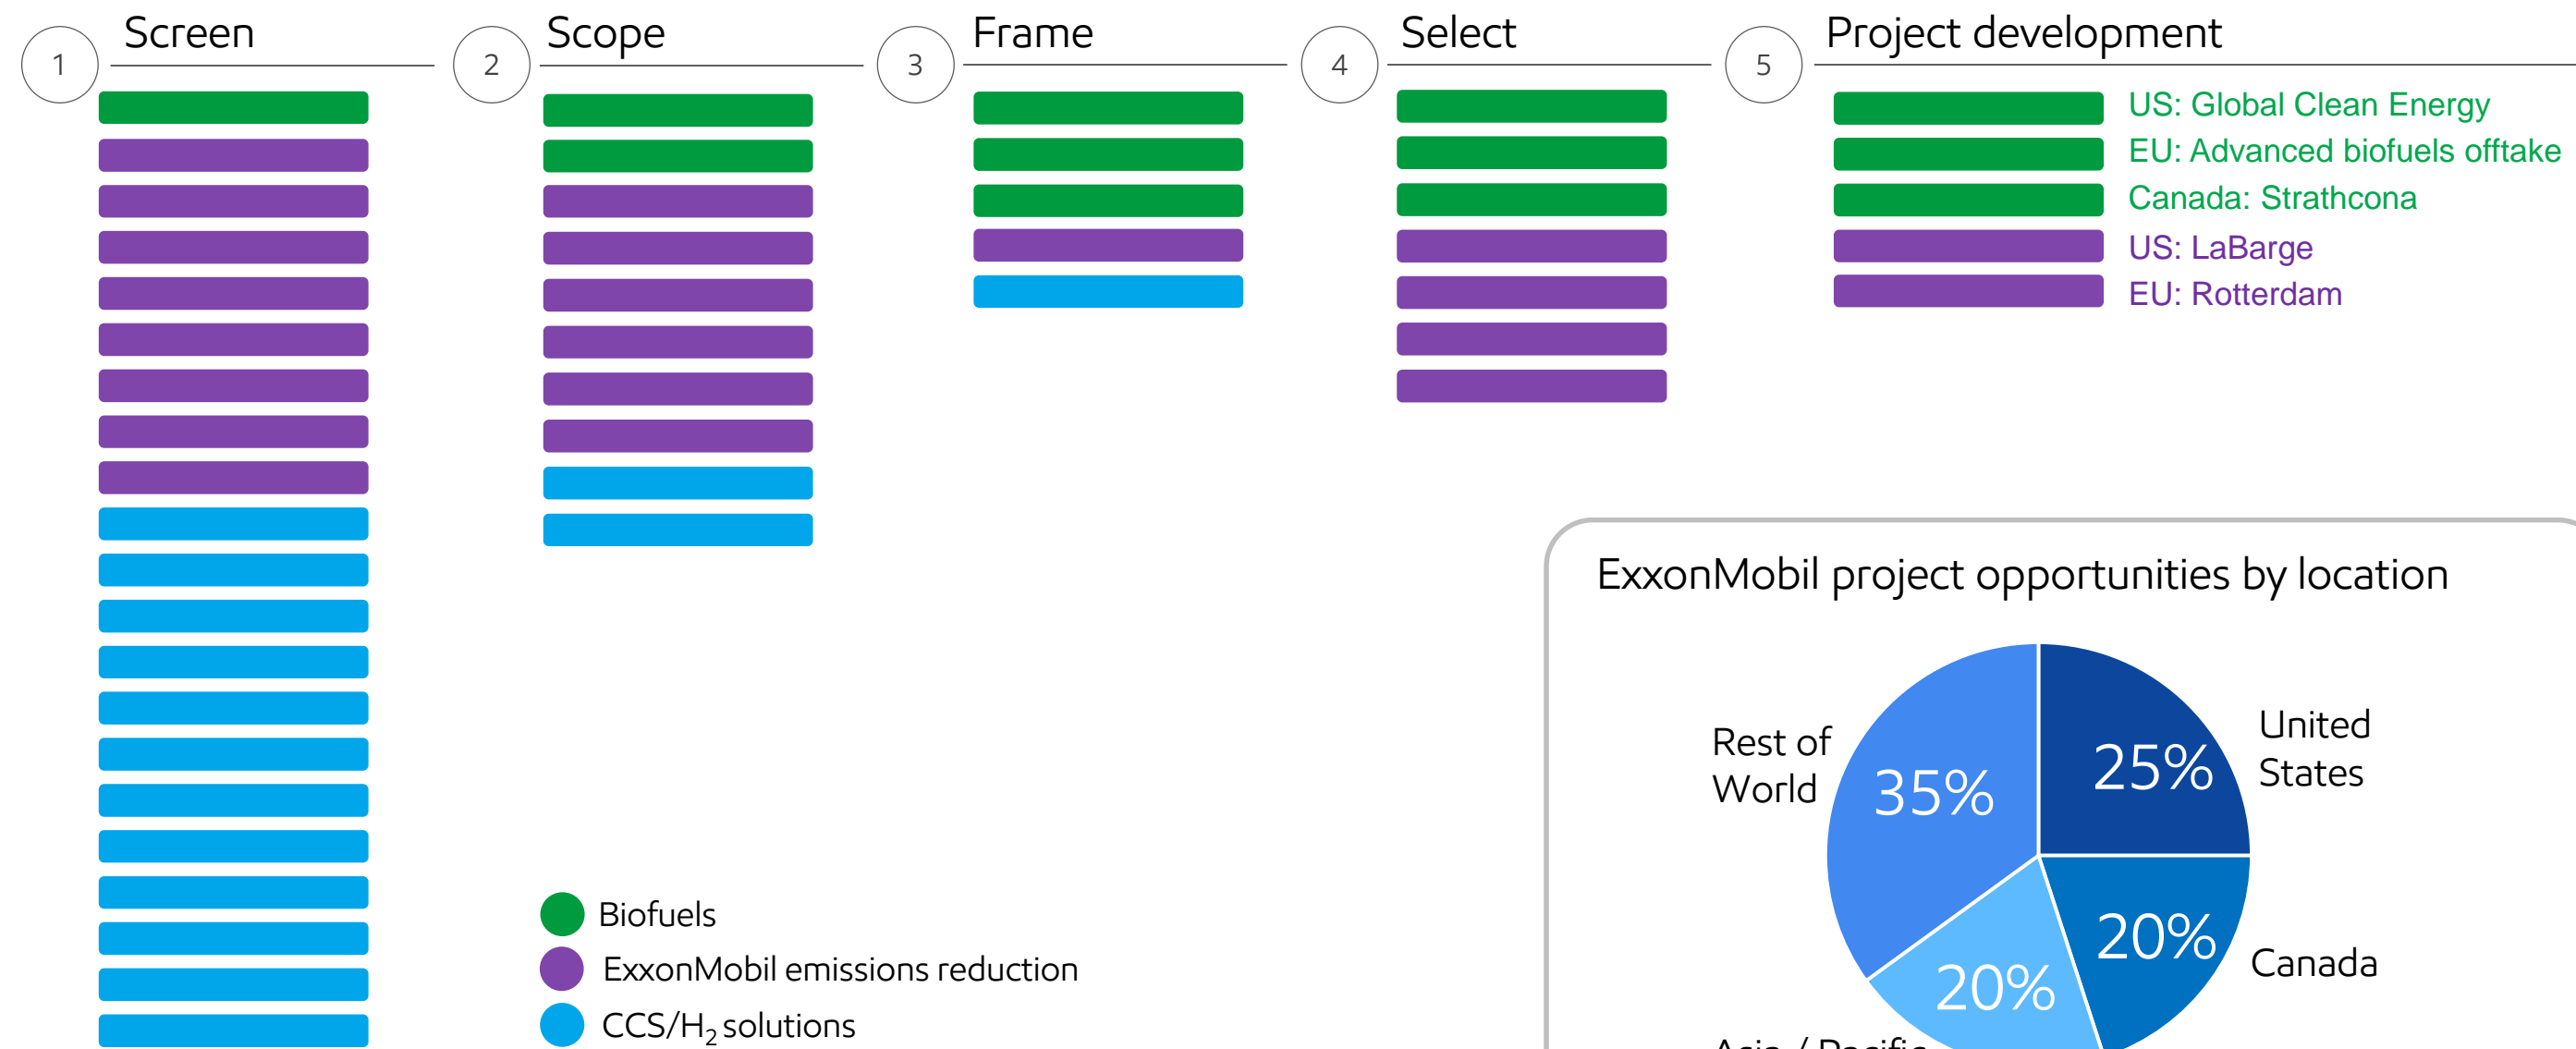 1
Screen
2
Scope
3
Frame
4
Select
5
Project development
US: Global Clean Energy
EU: Advanced biofuels offtake
Canada: Strathcona
US: LaBarge
EU: Rotterdam
Biofuels
ExxonMobil emissions reduction
CCS/H₂ solutions
ExxonMobil project opportunities by location
Rest of
World
35%
25%
United
States
20%
Canada
20%
Asia / Pacific